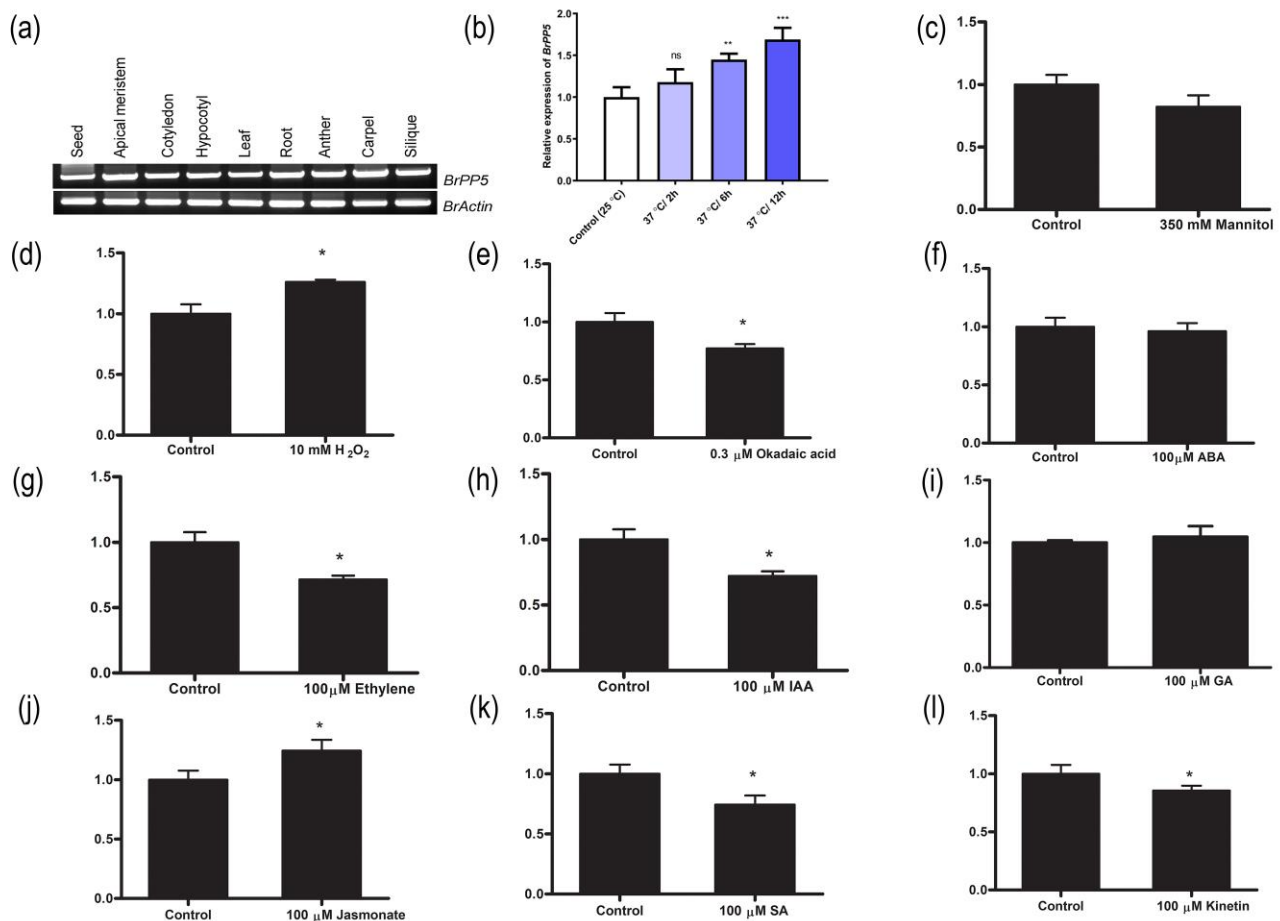 (a)
Seed
Apical meristem
Cotyledon
Hypocotyl
Leaf
Root
Anther
Carpel
Silique
BrPP5
BrActin
(b)
Relative expression of BrPP5
2.0
1.5
1.0
0.5
0.0
ns
**
***
Control (25 °C)
37 °C/ 2h
37 °C/ 6h
37 °C/ 12h
(c)
1.5
1.0
0.5
0.0
Control
350 mM Mannitol
(d)
1.5
1.0
0.5
0.0
*
Control
10 mM H2O2
(e)
1.5
1.0
0.5
0.0
*
Control
0.3 μM Okadaic acid
(f)
1.5
1.0
0.5
0.0
Control
100μM ABA
(g)
1.5
1.0
0.5
0.0
*
Control
100μM Ethylene
(h)
1.5
1.0
0.5
0.0
*
Control
100 μM IAA
(i)
1.5
1.0
0.5
0.0
Control
100 μM GA
(j)
1.5
1.0
0.5
0.0
*
Control
100 μM Jasmonate
(k)
1.5
1.0
0.5
0.0
*
Control
100 μM SA
(l)
1.5
1.0
0.5
0.0
*
Control
100 μM Kinetin